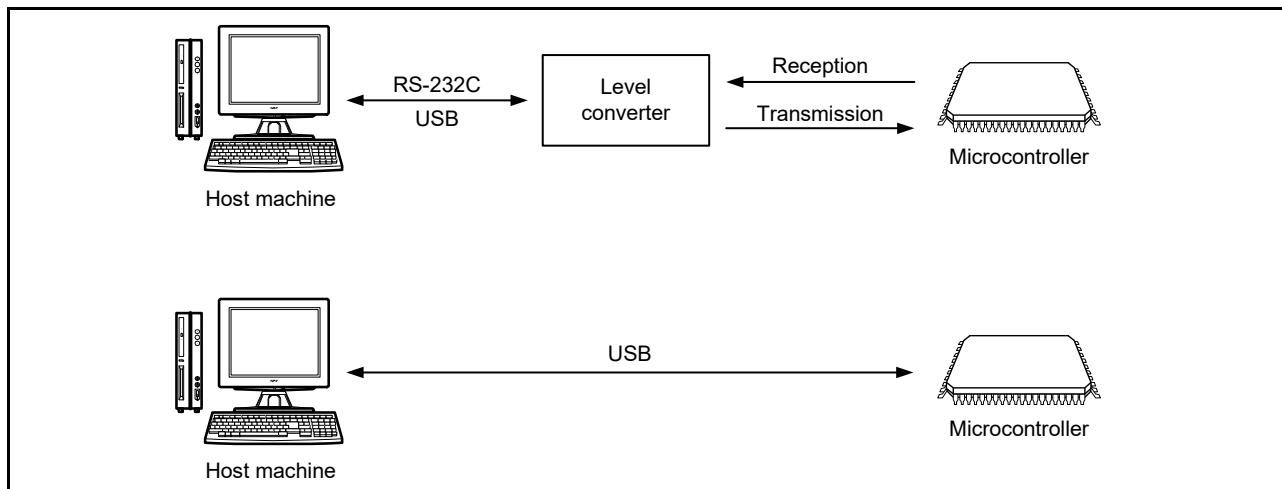 RS-232C
USB
Level
converter
Reception
Transmission
Host machine
Microcontroller
USB
Host machine
Microcontroller